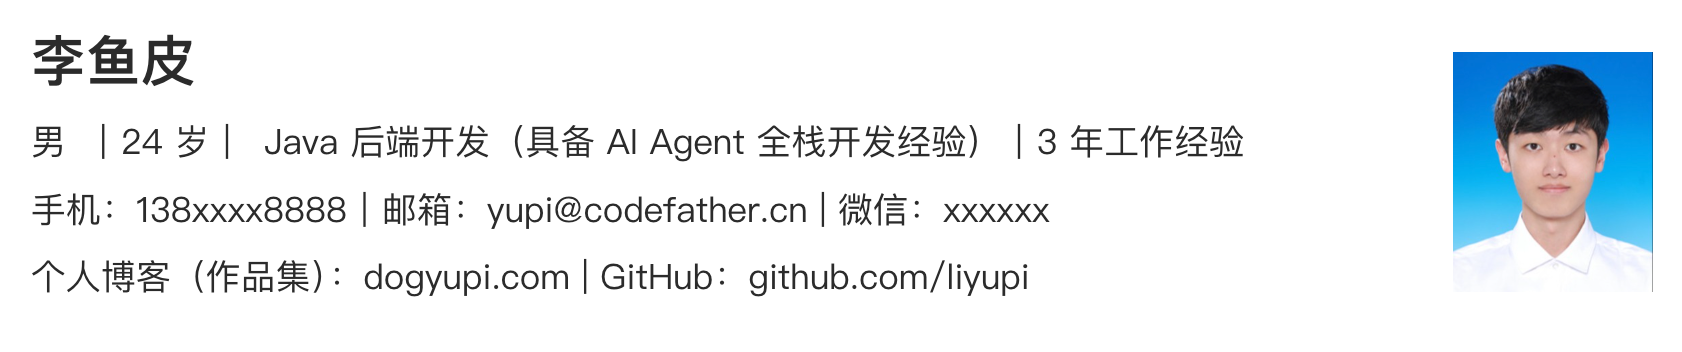 李鱼皮
男 | 24 岁 | Java 后端开发（具备 AI Agent 全栈开发经验） | 3 年工作经验
手机：138xxxx8888 | 邮箱：yupi@codefather.cn | 微信：xxxxxx
个人博客（作品集）：dogyupi.com | GitHub：github.com/liyupi